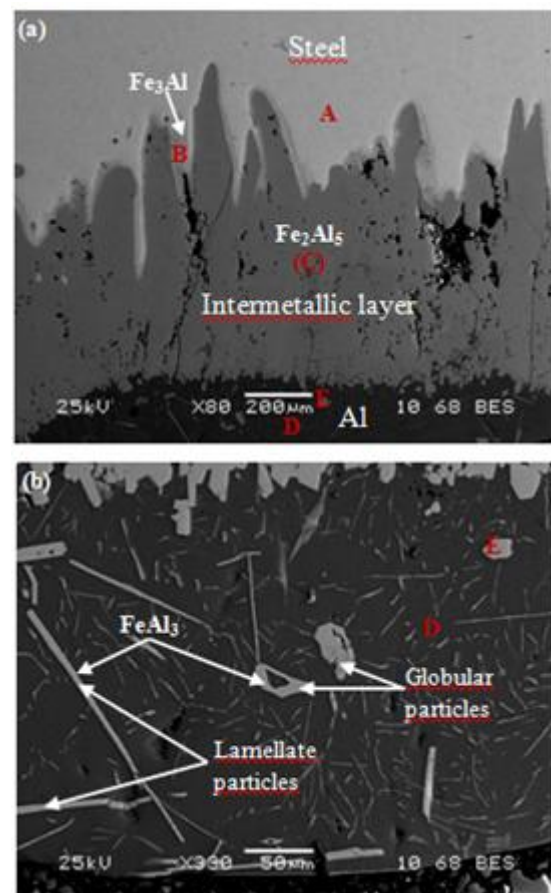 (a)
Steel
Fe₃Al
A
B
Fe₂Al₅
(C)
Intermetallic layer
25kV X80 200μm 10 68 BES
E
D
Al
(b)
E
D
FeAl₃
Globular
particles
Lamellate
particles
25kV X330 50μm 10 68 BES